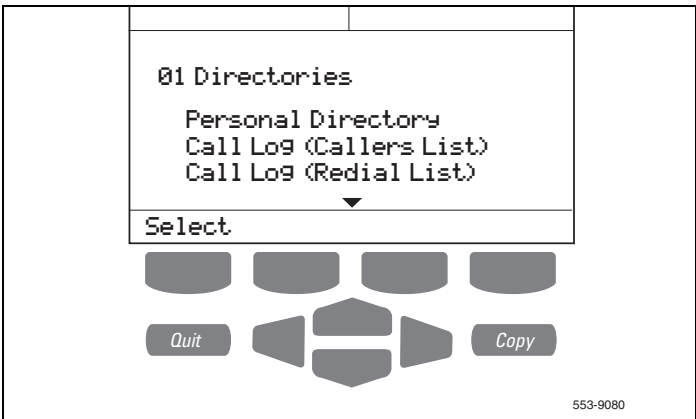 01 Directories
Personal Directory
Call Log (Callers List)
Call Log (Redial List)
Select
Quit
Copy
553-9080